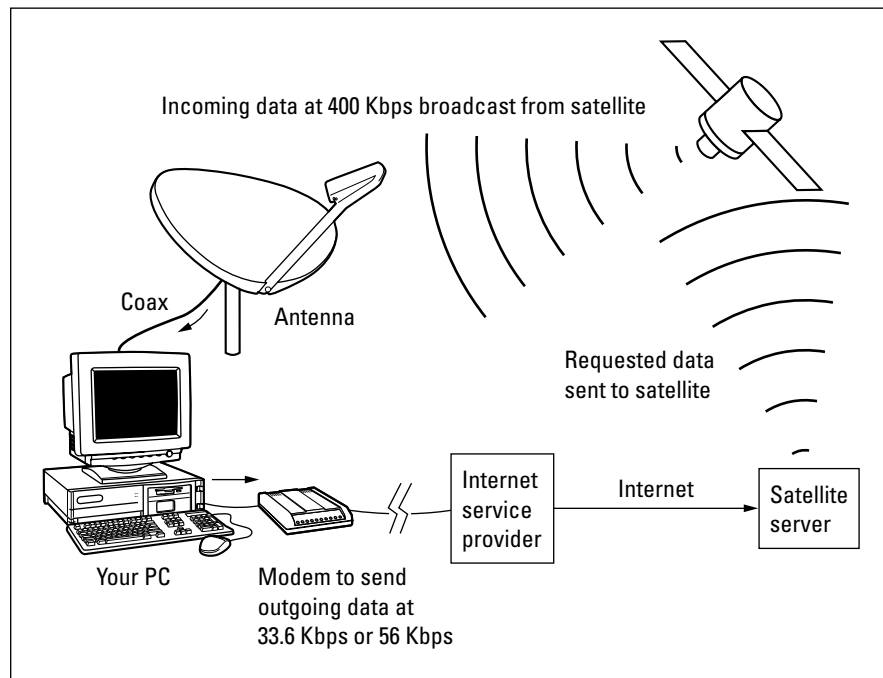 Incoming data at 400 Kbps broadcast from satellite
Coax
Antenna
Requested data
sent to satellite
Internet
service
provider
Internet
Satellite
server
Your PC
Modem to send
outgoing data at
33.6 Kbps or 56 Kbps